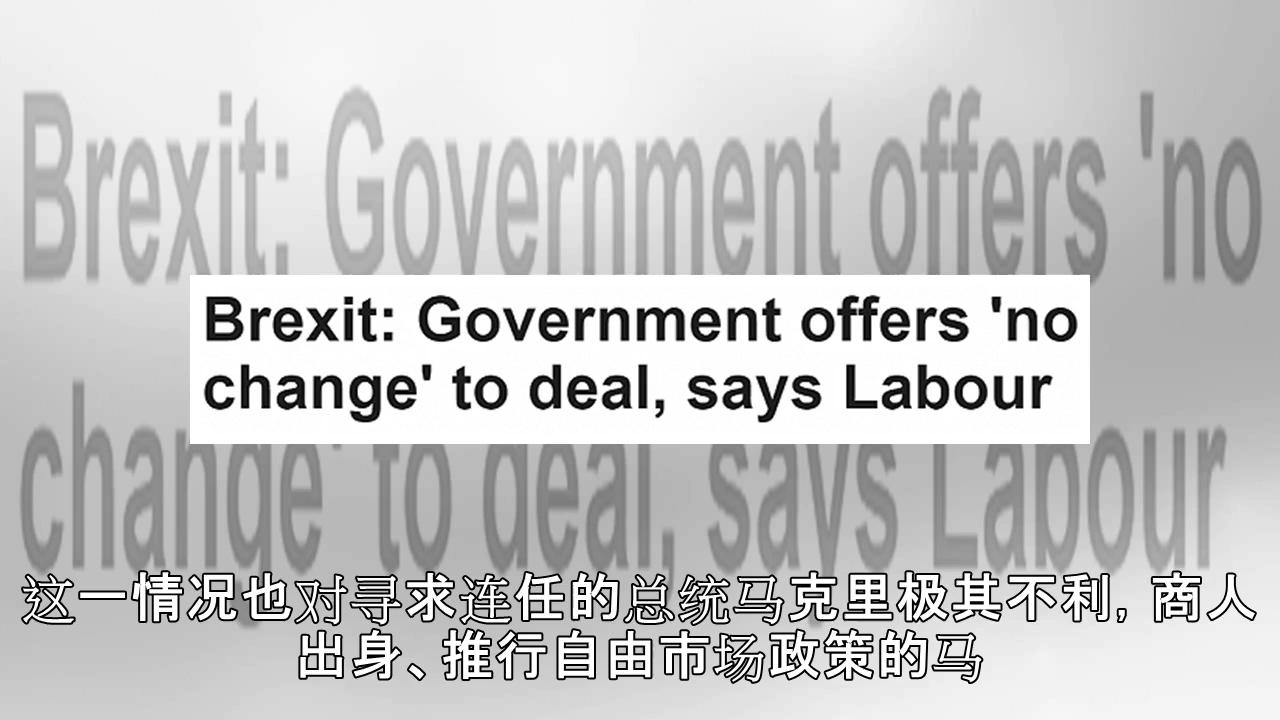 Brexit: Government offers 'no
change' to deal, says Labour
Brexit: Government offers 'no
change' to deal, says Labour
这一情况也对寻求连任的总统马克里极其不利，商人
出身、推行自由市场政策的马